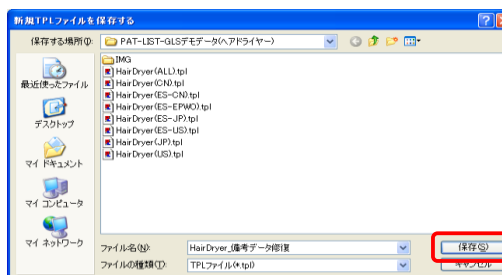 新規TPLファイルを保存する
保存する場所(I):
PAT-LIST-GLSデモデータ(ヘアドライヤー)
最近使ったファイル
デスクトップ
マイ ドキュメント
マイ コンピュータ
マイ ネットワーク
IMG
HairDryer(ALL).tpl
HairDryer(CN).tpl
HairDryer(ES-CN).tpl
HairDryer(ES-EPWO).tpl
HairDryer(ES-JP).tpl
HairDryer(ES-US).tpl
HairDryer(JP).tpl
HairDryer(US).tpl
ファイル名(N):
HairDryer_備考データ修復
保存(S)
ファイルの種類(T):
TPLファイル(*.tpl)
キャンセル